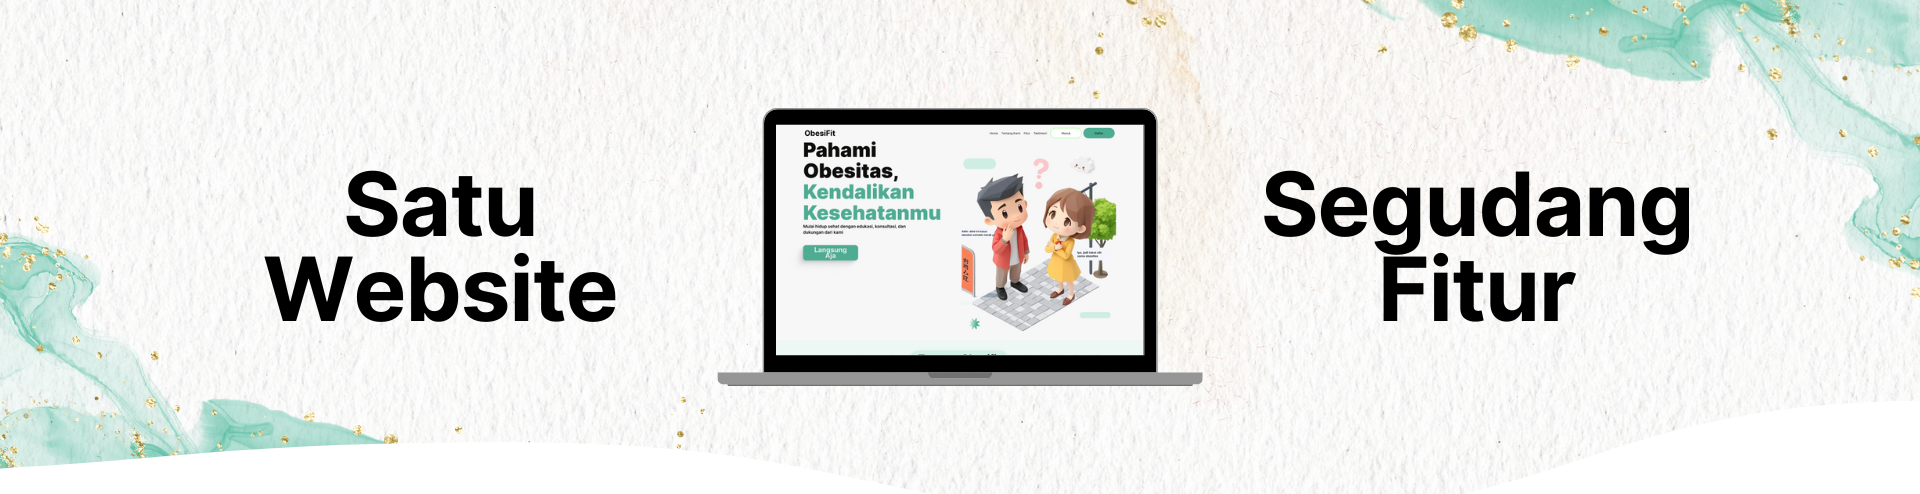 Satu
Website
ObesiFit
Home Tentang Kami Fitur Testimoni Masuk Daftar
Pahami
Obesitas,
Kendalikan
Kesehatanmu
Mulai hidup sehat dengan edukasi, konsultasi, dan
dukungan dari kami
Langsung
Aja
Segudang
Fitur